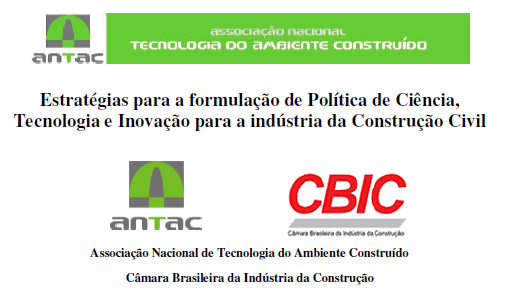 antac
associação nacional
TECNOLOGIA DO AMBIENTE CONSTRUÍDO
Estratégias para a formulação de Política de Ciência,
Tecnologia e Inovação para a indústria da Construção Civil
antac
CBIC
Câmara Brasileira da Indústria da Construção
Associação Nacional de Tecnologia do Ambiente Construído
Câmara Brasileira da Indústria da Construção